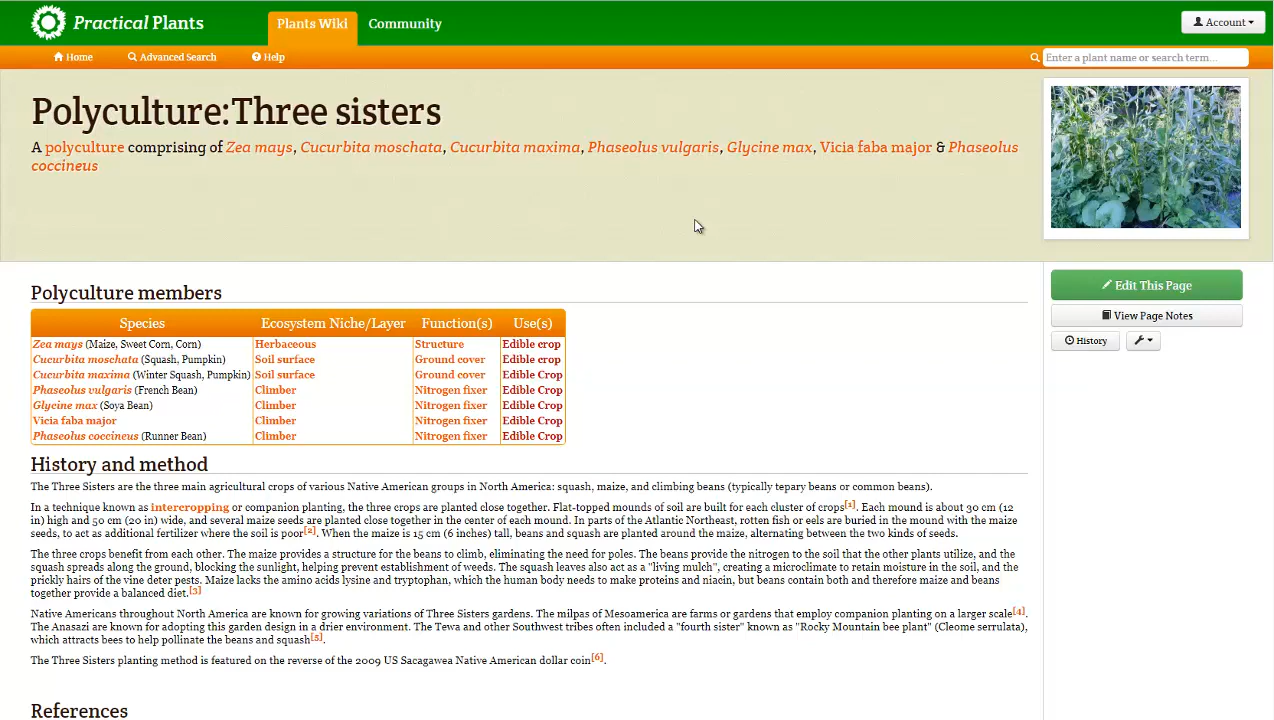 Practical Plants
Plants Wiki
Community
Account
Home
Advanced Search
Help
Enter a plant name or search term...
Polyculture:Three sisters
A polyculture comprising of Zea mays, Cucurbita moschata, Cucurbita maxima, Phaseolus vulgaris, Glycine max, Vicia faba major & Phaseolus
coccineus
Edit This Page
View Page Notes
History
Polyculture members
Species Ecosystem Niche/Layer Function(s) Use(s)
Zea mays (Maize, Sweet Corn, Corn) Herbaceous Structure Edible crop
Cucurbita moschata (Squash, Pumpkin) Soil surface Ground cover Edible crop
Cucurbita maxima (Winter Squash, Pumpkin) Soil surface Ground cover Edible Crop
Phaseolus vulgaris (French Bean) Climber Nitrogen fixer Edible Crop
Glycine max (Soya Bean) Climber Nitrogen fixer Edible Crop
Vicia faba major Climber Nitrogen fixer Edible Crop
Phaseolus coccineus (Runner Bean) Climber Nitrogen fixer Edible Crop
History and method
The Three Sisters are the three main agricultural crops of various Native American groups in North America: squash, maize, and climbing beans (typically tepary beans or common beans).
In a technique known as intercropping or companion planting, the three crops are planted close together. Flat-topped mounds of soil are built for each cluster of crops[1]. Each mound is about 30 cm (12
in) high and 50 cm (20 in) wide, and several maize seeds are planted close together in the center of each mound. In parts of the Atlantic Northeast, rotten fish or eels are buried in the mound with the maize
seeds, to act as additional fertilizer where the soil is poor[2]. When the maize is 15 cm (6 inches) tall, beans and squash are planted around the maize, alternating between the two kinds of seeds.
The three crops benefit from each other. The maize provides a structure for the beans to climb, eliminating the need for poles. The beans provide the nitrogen to the soil that the other plants utilize, and the
squash spreads along the ground, blocking the sunlight, helping prevent establishment of weeds. The squash leaves also act as a "living mulch", creating a microclimate to retain moisture in the soil, and the
prickly hairs of the vine deter pests. Maize lacks the amino acids lysine and tryptophan, which the human body needs to make proteins and niacin, but beans contain both and therefore maize and beans
together provide a balanced diet.[3]
Native Americans throughout North America are known for growing variations of Three Sisters gardens. The milpas of Mesoamerica are farms or gardens that employ companion planting on a larger scale[4].
The Anasazi are known for adopting this garden design in a drier environment. The Tewa and other Southwest tribes often included a "fourth sister" known as "Rocky Mountain bee plant" (Cleome serrulata),
which attracts bees to help pollinate the beans and squash[5].
The Three Sisters planting method is featured on the reverse of the 2009 US Sacagawea Native American dollar coin[6].
References